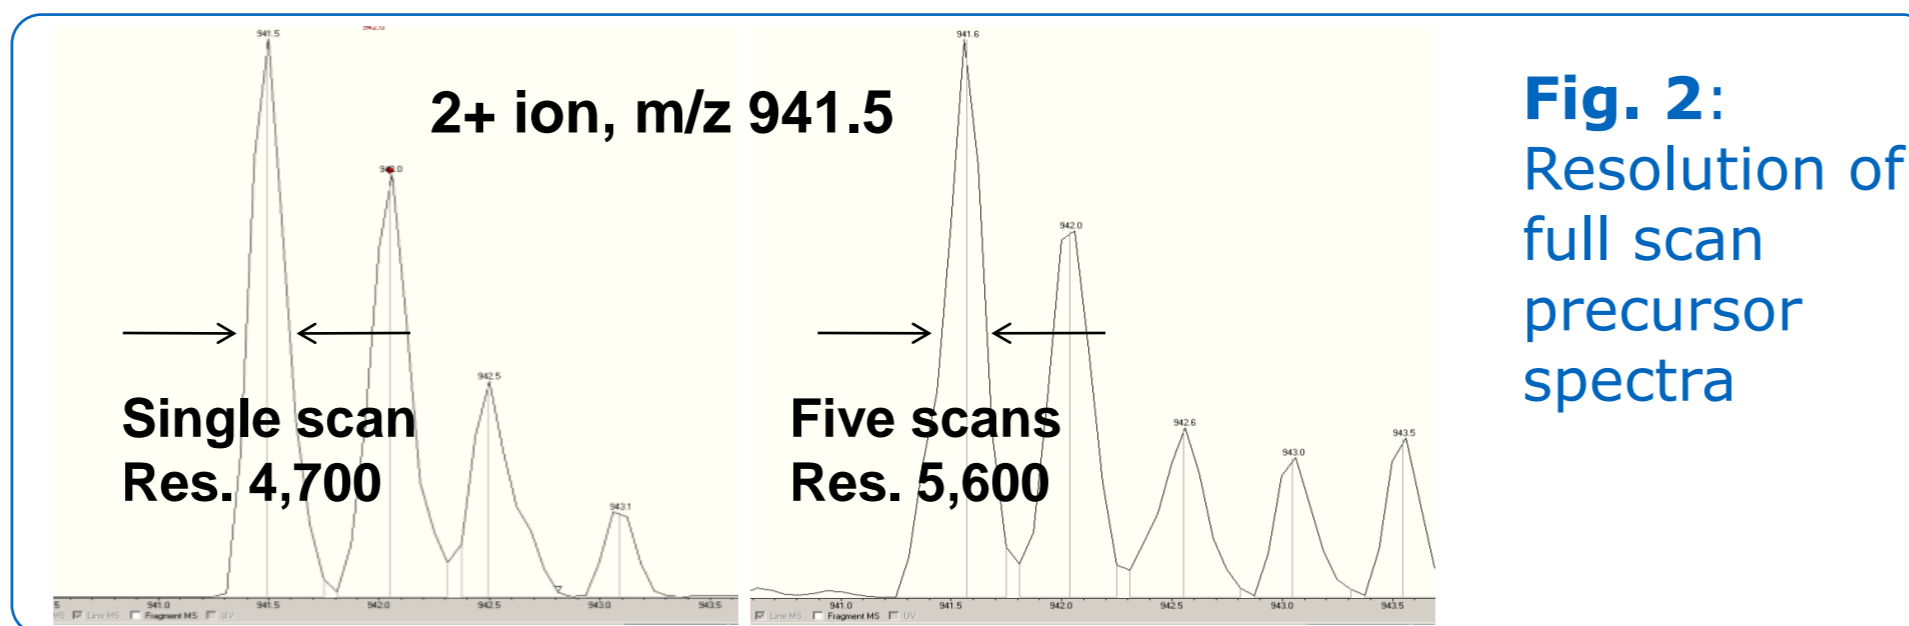 941.5
942.0
2+ ion, m/z 941.5
942.5
943.1
Single scan
Res. 4,700
941.0 941.5 942.0 942.5 943.0 943.5
Line MS Fragment MS UV
941.6
942.0
942.6
943.0
943.5
Five scans
Res. 5,600
941.0 941.5 942.0 942.5 943.0 943.5
Line MS Fragment MS UV
Fig. 2:
Resolution of
full scan
precursor
spectra